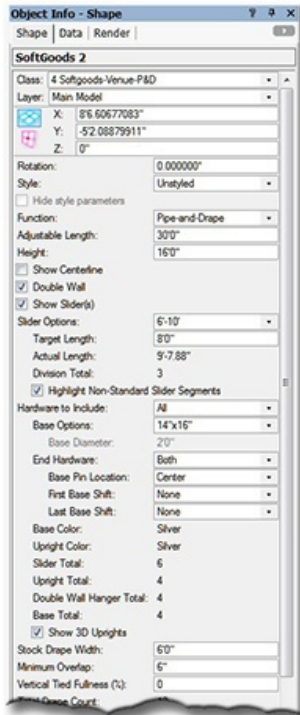 Object Info - Shape
Shape Data Render
SoftGoods 2
Class: 4 Softgoods-Venue-P&D
Layer: Main Model
X: 8'6.60677083"
Y: -5'2.08879911"
Z: 0"
Rotation: 0.000000°
Style: Unstyled
Hide style parameters
Function: Pipe-and-Drape
Adjustable Length: 30'0"
Height: 16'0"
Show Centerline
Double Wall
Show Slider(s)
Slider Options: 6'-10'
Target Length: 8'0"
Actual Length: 9'-7.88"
Division Total: 3
Highlight Non-Standard Slider Segments
Hardware to Include: All
Base Options: 14"x16"
Base Diameter: 2'0"
End Hardware: Both
Base Pin Location: Center
First Base Shift: None
Last Base Shift: None
Base Color: Silver
Upright Color: Silver
Slider Total: 6
Upright Total: 4
Double Wall Hanger Total: 4
Base Total: 4
Show 3D Uprights
Stock Drape Width: 6'0"
Minimum Overlap: 6"
Vertical Tied Fullness (%): 0